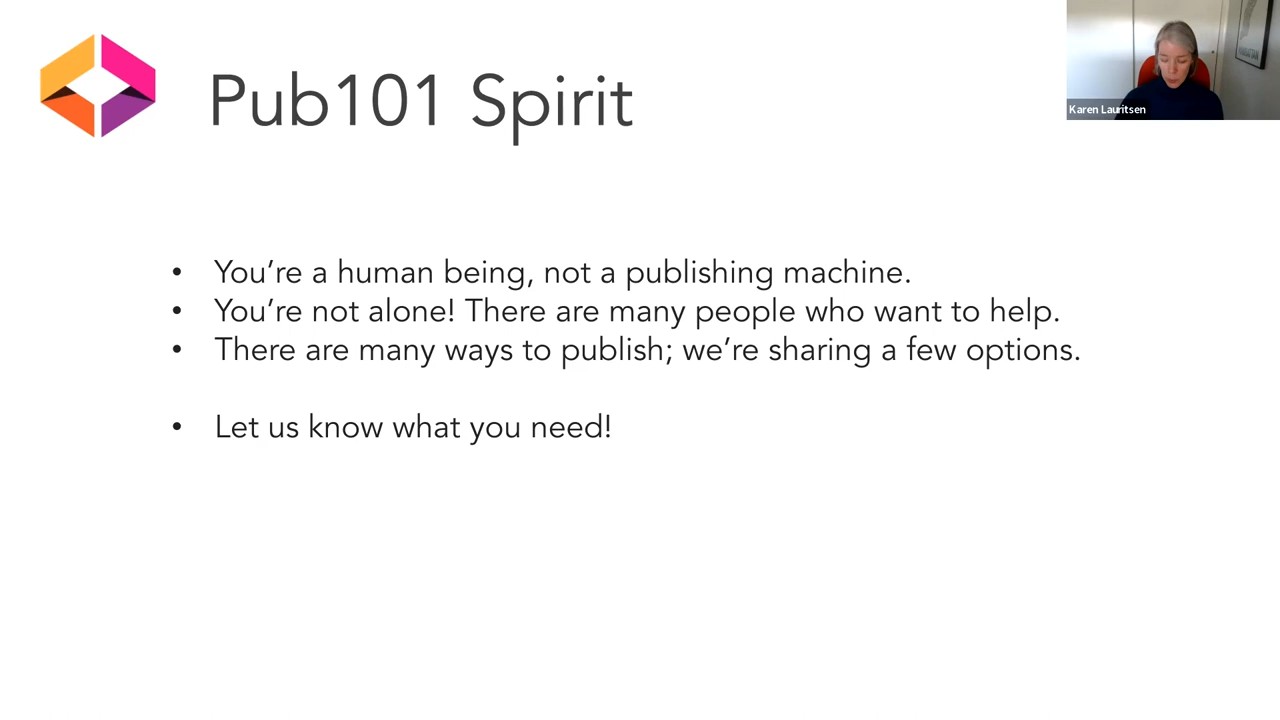 Pub101 Spirit
Karen Lauritsen
• You’re a human being, not a publishing machine.
• You’re not alone! There are many people who want to help.
• There are many ways to publish; we’re sharing a few options.
• Let us know what you need!